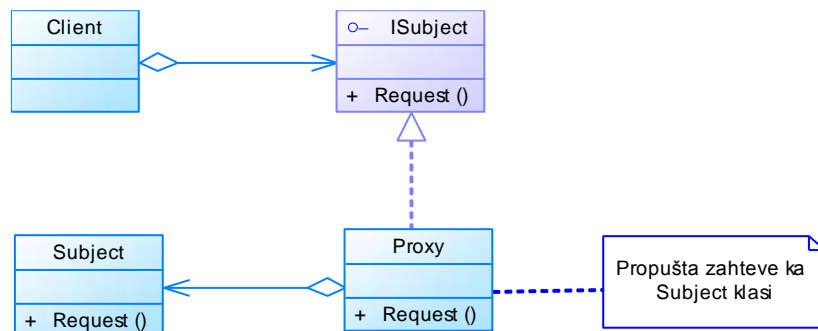 Client
ISubject
+ Request ()
Subject
+ Request ()
Proxy
+ Request ()
Propušta zahteve ka
Subject klasi